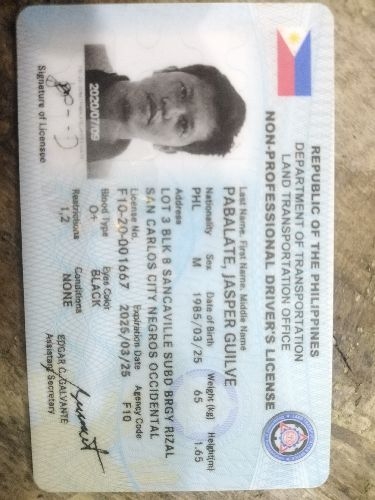 REPUBLIC OF THE PHILIPPINES
DEPARTMENT OF TRANSPORTATION
LAND TRANSPORTATION OFFICE
NON-PROFESSIONAL DRIVER'S LICENSE
Last Name, First Name, Middle Name
PABALATE, JASPER GUILVE
Nationality Sex Date of Birth Weight (kg) Height(m)
PHL M 1985/03/25 65 1.65
Address
LOT 3 BLK 8 SANCAVILLE SUBD BRGY RIZAL
SAN CARLOS CITY NEGROS OCCIDENTAL
License No. Expiration Date Agency Code
F10-20-001667 2025/03/25 F10
Blood Type Eyes Color
O+ BLACK
Restrictions Conditions
1,2 NONE
2020/07/09
Signature of Licensee
EDGAR C. GALVANTE
Assistant Secretary